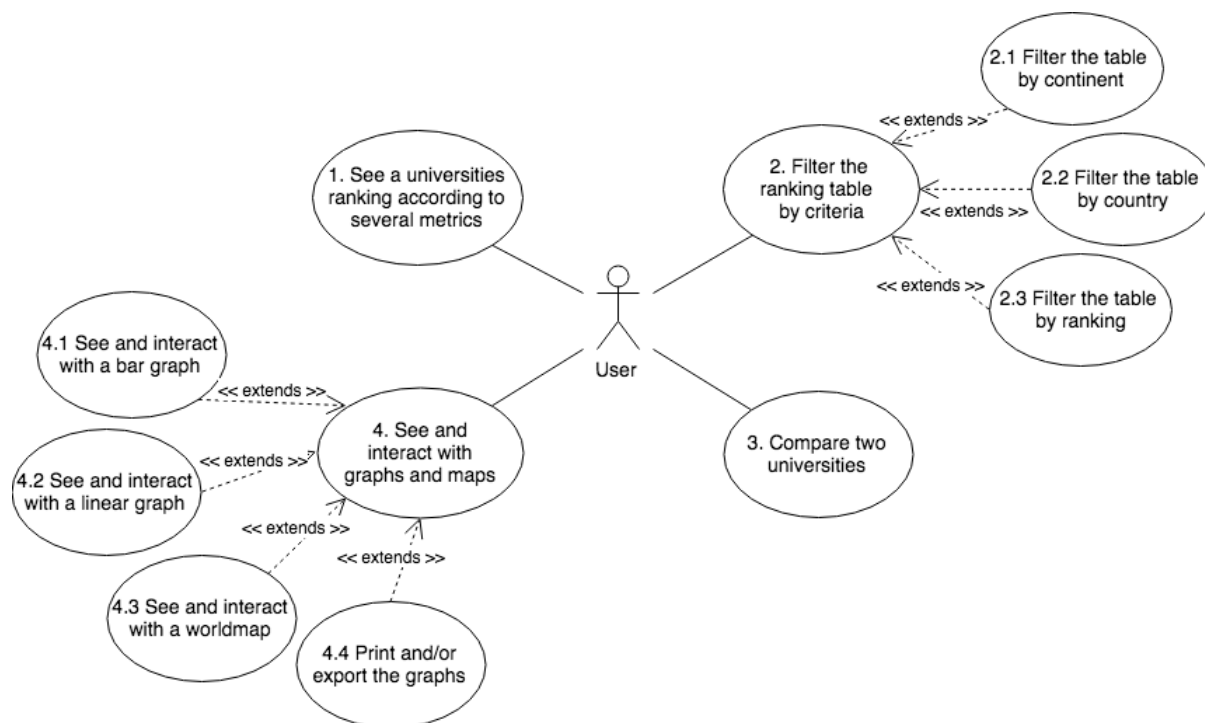 2.1 Filter the table
by continent
<< extends >>
1. See a universities
ranking according to
several metrics
2. Filter the
ranking table
by criteria
2.2 Filter the table
by country
<< extends >>
<< extends >>
2.3 Filter the table
by ranking
User
4.1 See and interact
with a bar graph
<< extends >>
4. See and
interact with
graphs and maps
3. Compare two
universities
4.2 See and interact
with a linear graph
<< extends >>
<< extends >>
<< extends >>
4.3 See and interact
with a worldmap
4.4 Print and/or
export the graphs